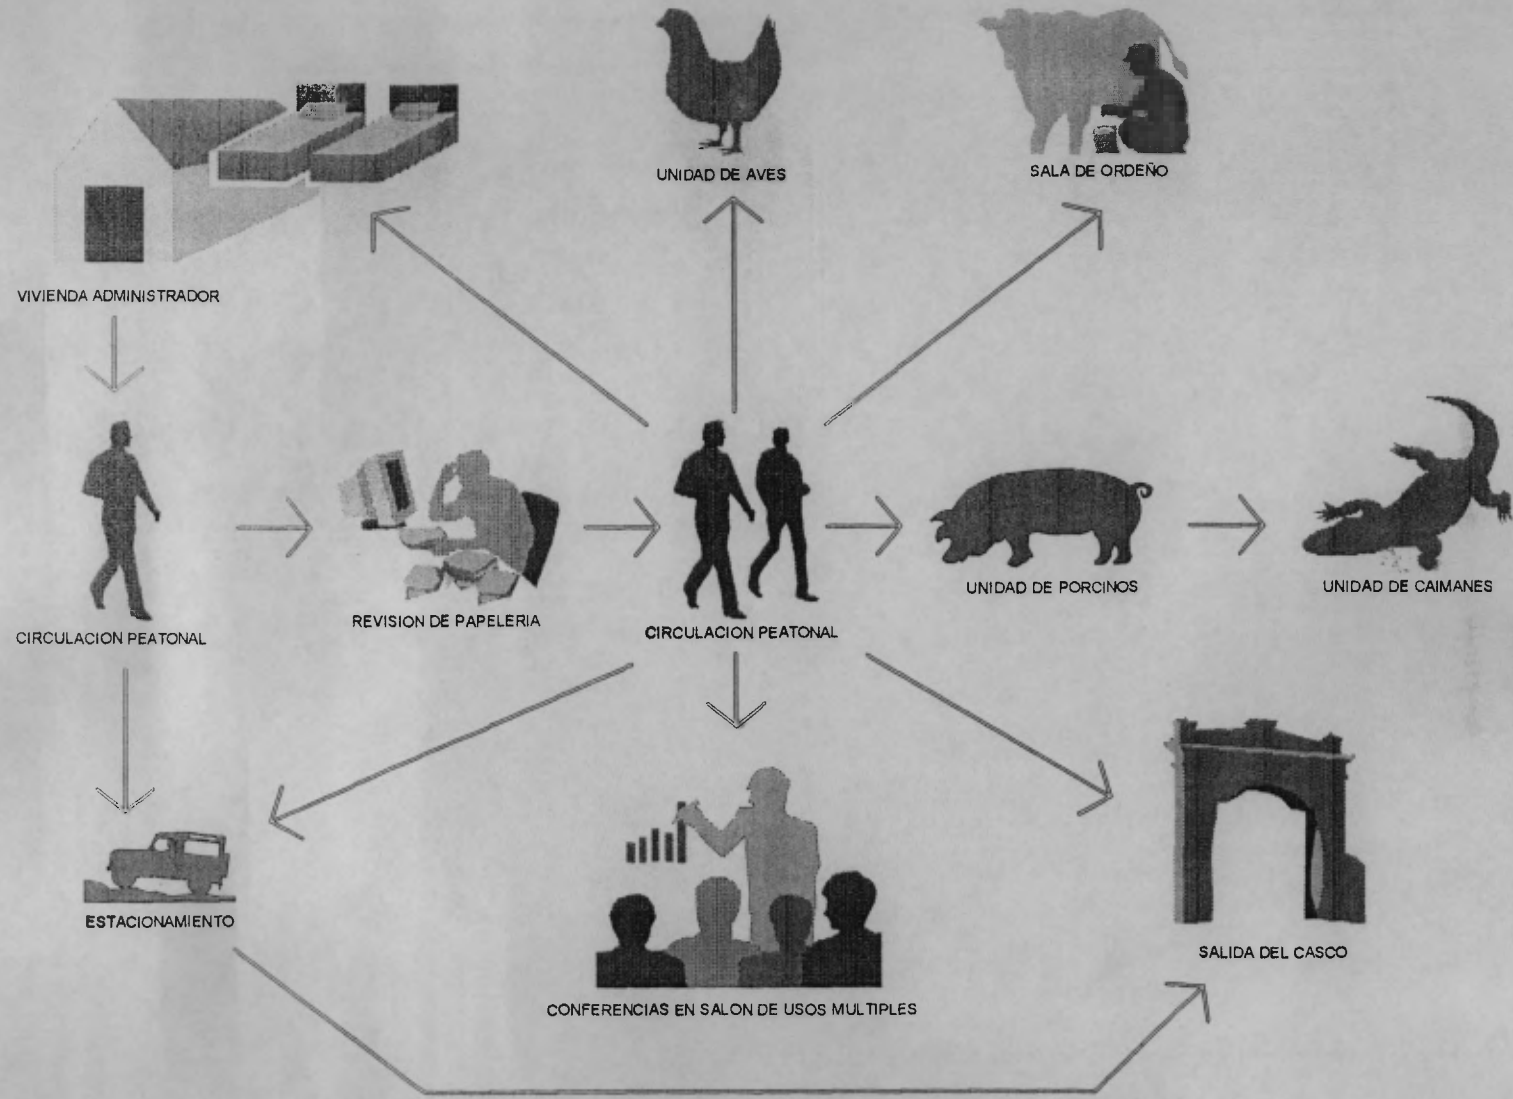 UNIDAD DE AVES
SALA DE ORDEÑO
VIVIENDA ADMINISTRADOR
CIRCULACION PEATONAL
REVISION DE PAPELERIA
CIRCULACION PEATONAL
UNIDAD DE PORCINOS
UNIDAD DE CAIMANES
ESTACIONAMIENTO
CONFERENCIAS EN SALON DE USOS MULTIPLES
SALIDA DEL CASCO